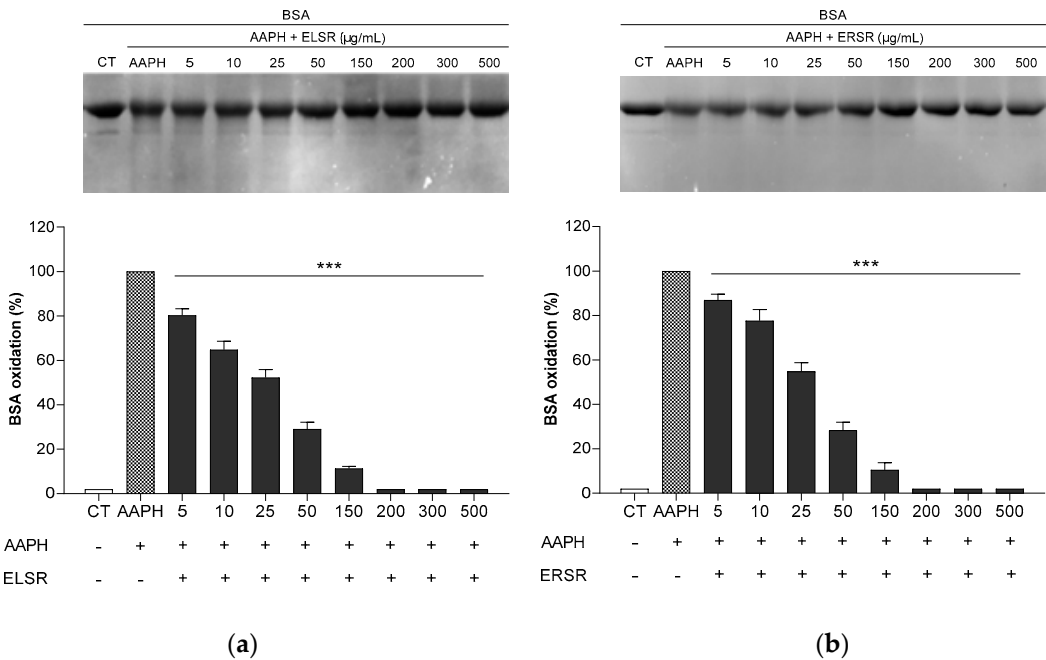 BSA
AAPH + ELSR (µg/mL)
CT AAPH 5 10 25 50 150 200 300 500
120
100
80
60
40
20
0
BSA oxidation (%)
***
CT AAPH 5 10 25 50 150 200 300 500
AAPH - + + + + + + + + +
ELSR - - + + + + + + + +
(a)
BSA
AAPH + ERSR (µg/mL)
CT AAPH 5 10 25 50 150 200 300 500
120
100
80
60
40
20
0
BSA oxidation (%)
***
CT AAPH 5 10 25 50 150 200 300 500
AAPH - + + + + + + + + +
ERSR - - + + + + + + + +
(b)